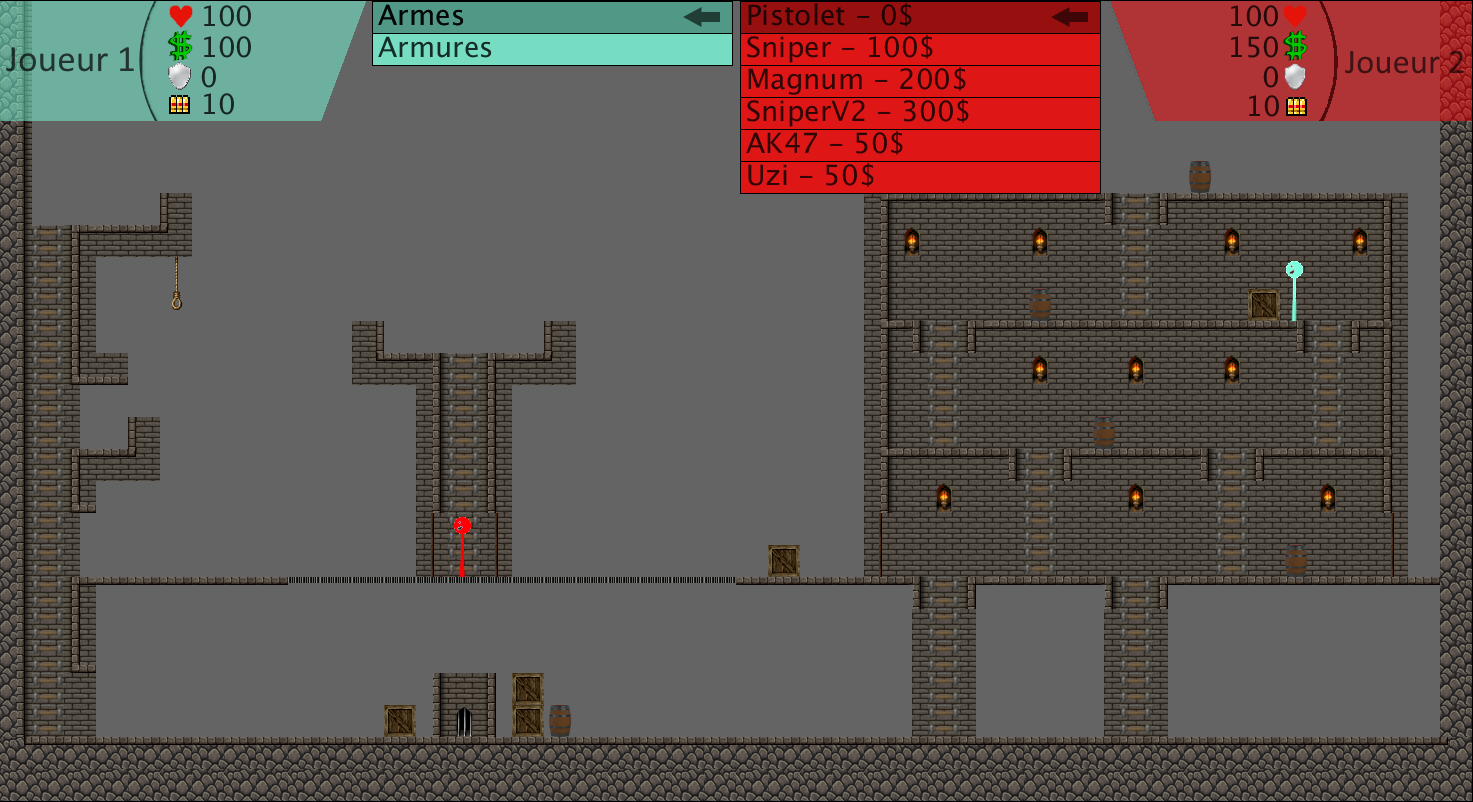 Joueur 1
100
100
0
10
Armes
Armures
Pistolet - 0$
Sniper - 100$
Magnum - 200$
SniperV2 - 300$
AK47 - 50$
Uzi - 50$
100
150
0
10
Joueur 2